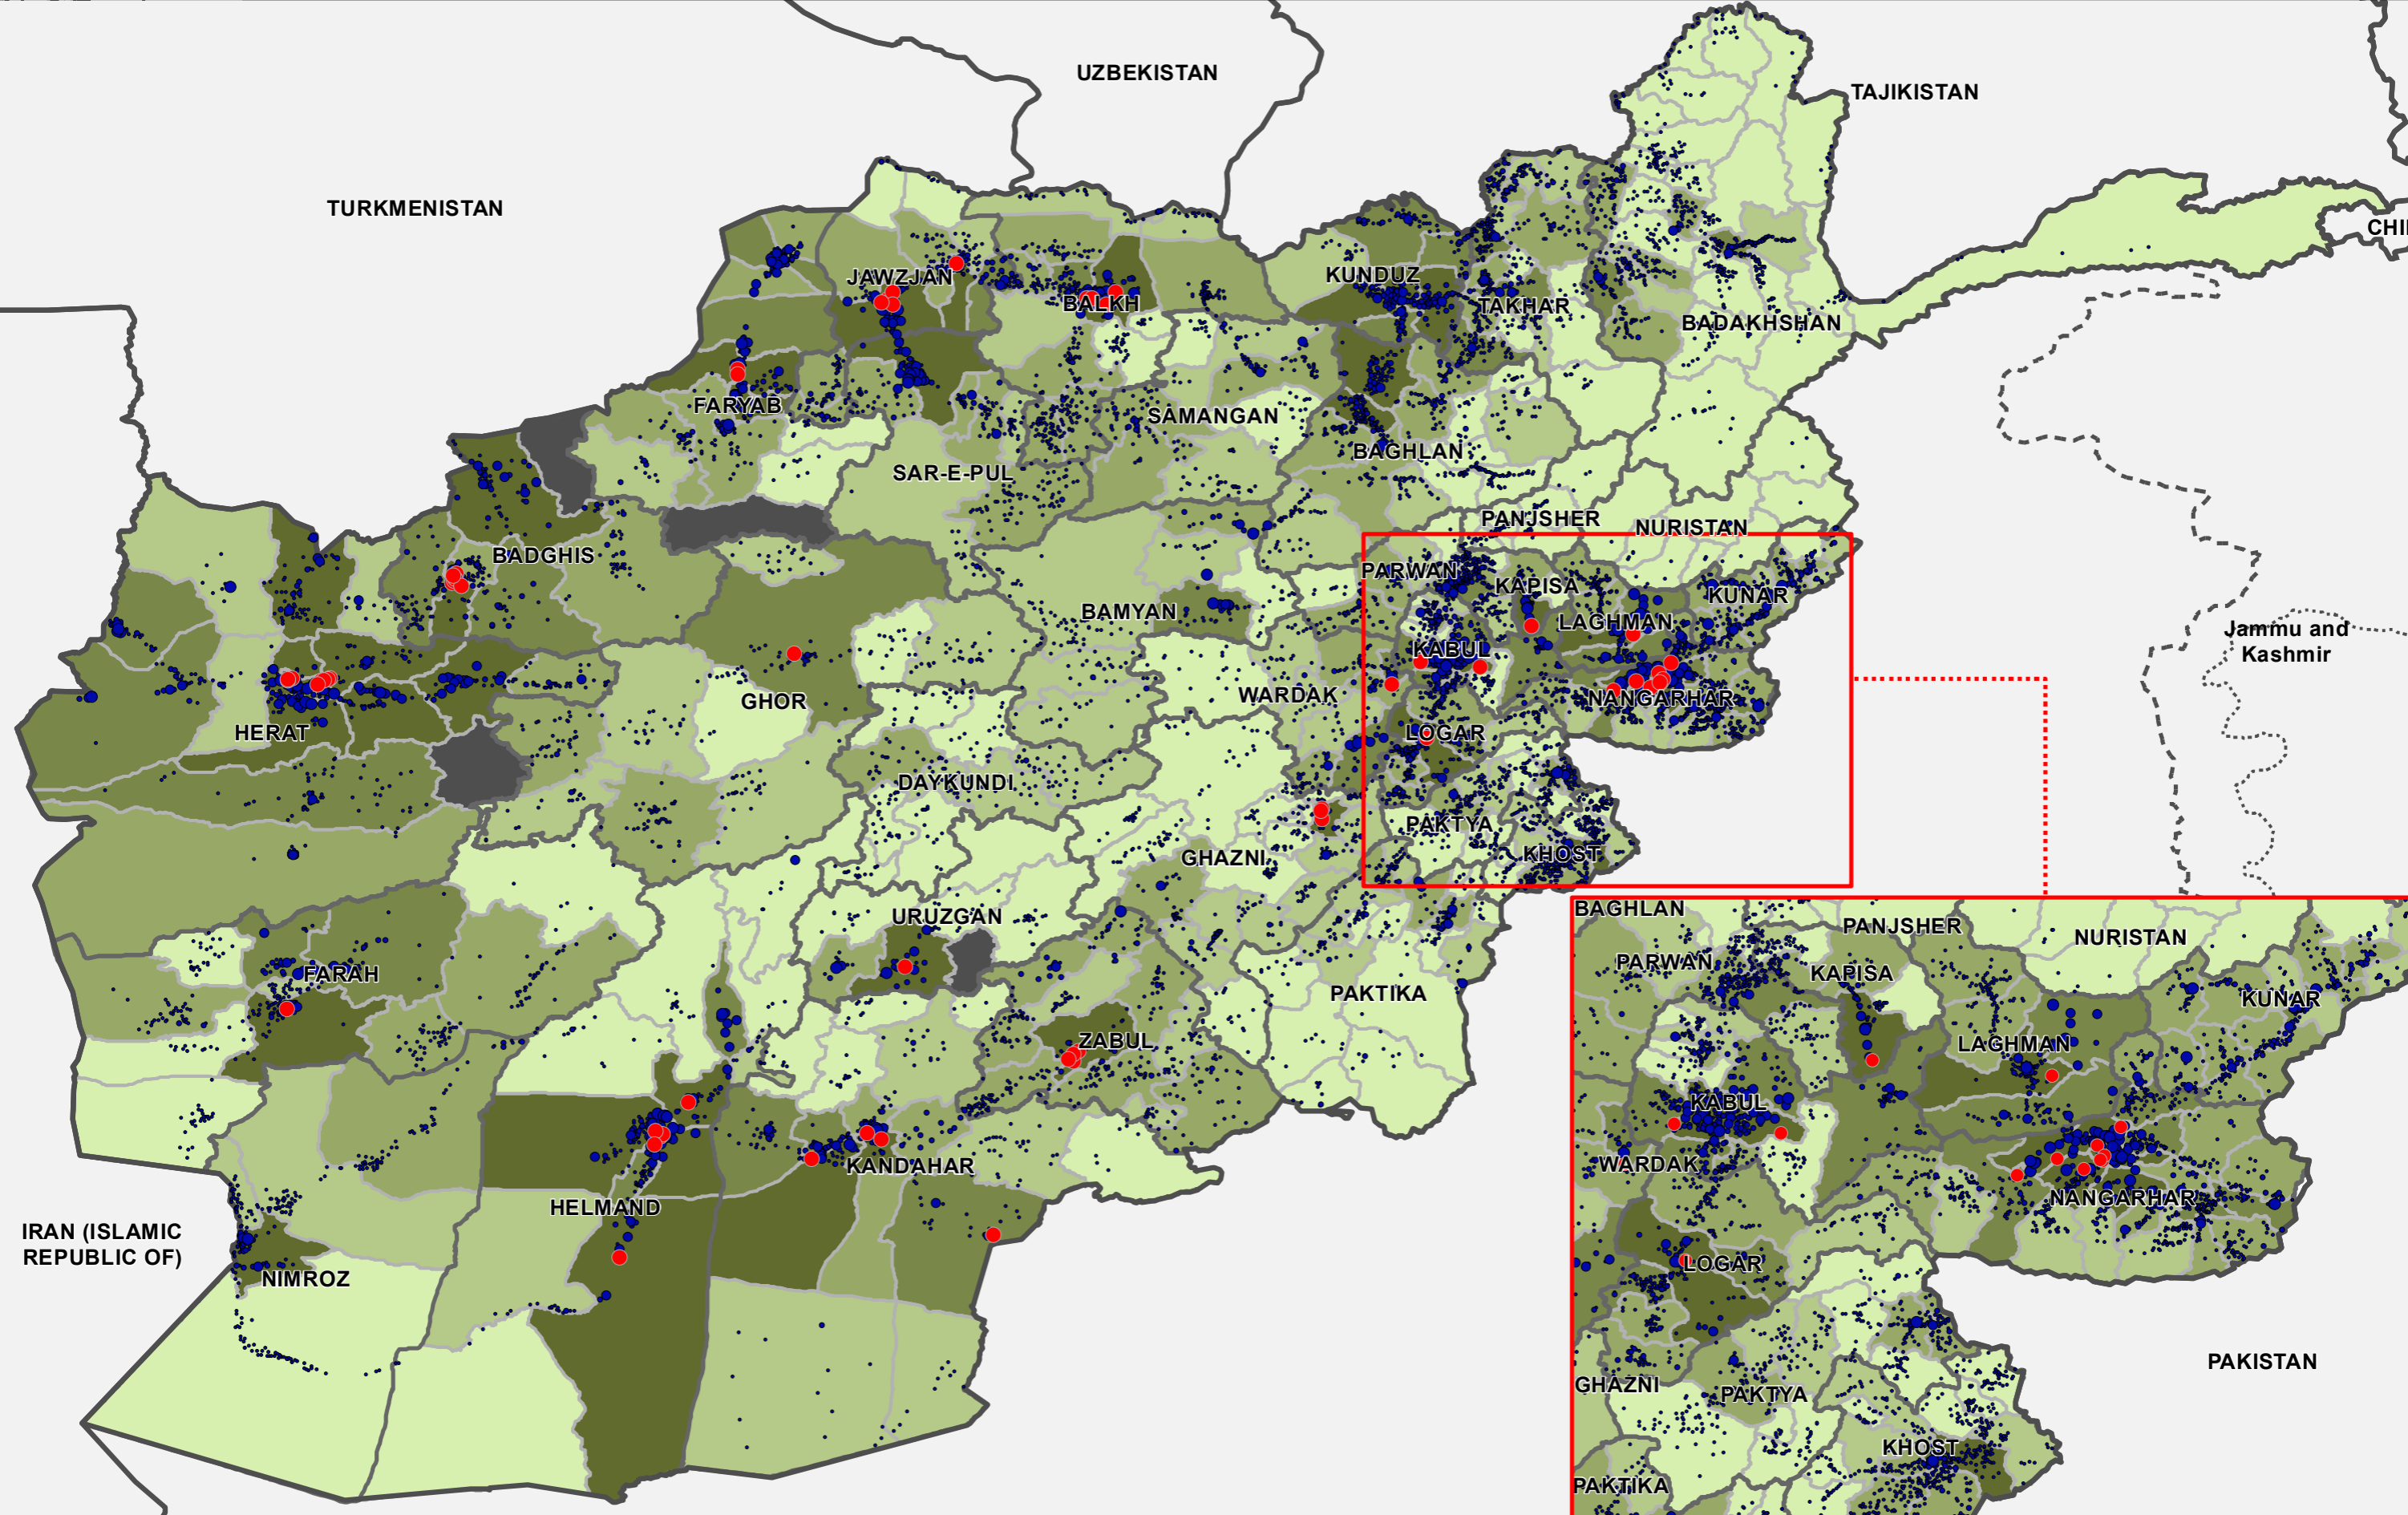 UZBEKISTAN
TAJIKISTAN
TURKMENISTAN
CHI
JAWZJAN
BALKH
KUNDUZ
TAKHAR
BADAKHSHAN
FARYAB
SAMANGAN
BAGHLAN
SAR-E-PUL
PANJSHER
NURISTAN
BADGHIS
PARWAN
KAPISA
KUNAR
BAMYAN
LAGHMAN
KABUL
Jammu and
Kashmir
WARDAK
NANGARHAR
GHOR
HERAT
LOGAR
DAYKUNDI
PAKTYA
KHOST
GHAZNI
URUZGAN
FARAH
PAKTIKA
ZABUL
KANDAHAR
HELMAND
IRAN (ISLAMIC
REPUBLIC OF)
NIMROZ
BAGHLAN
PANJSHER
NURISTAN
PARWAN
KAPISA
KUNAR
LAGHMAN
KABUL
WARDAK
NANGARHAR
LOGAR
PAKISTAN
GHAZNI
PAKTYA
KHOST
PAKTIKA